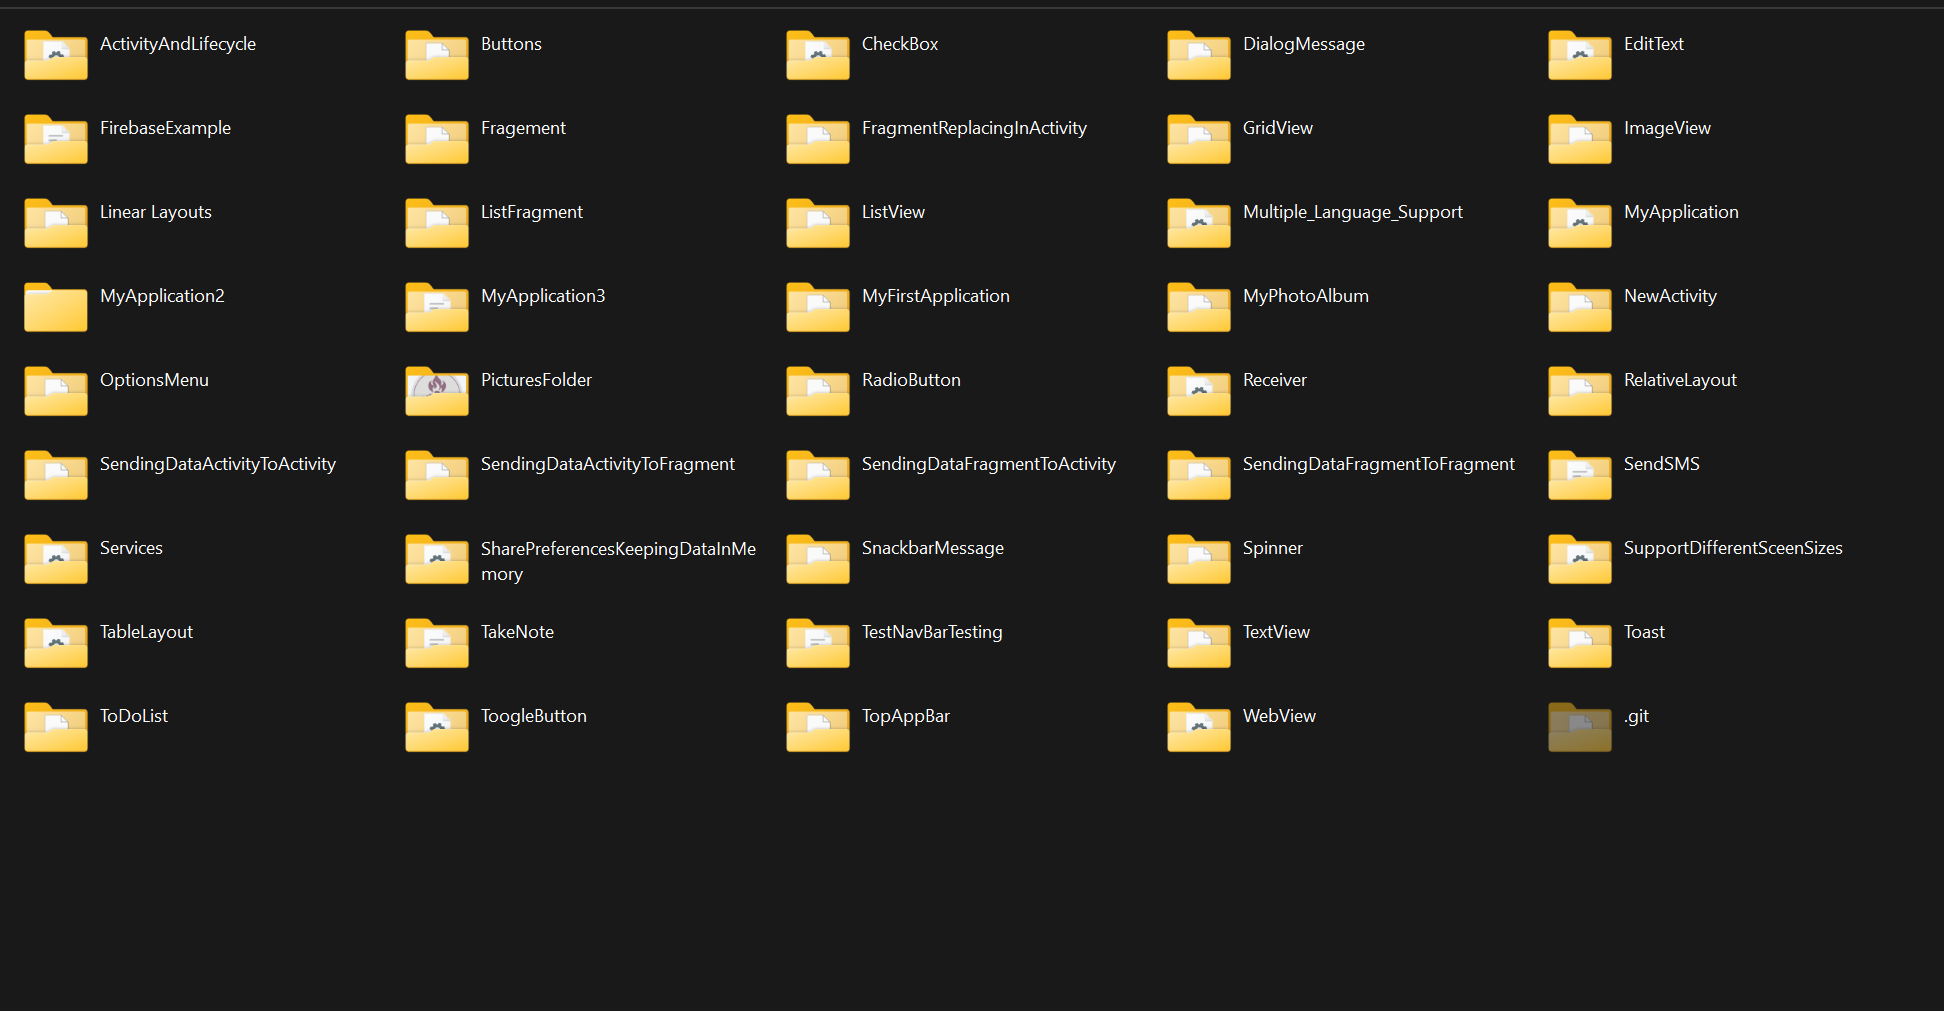 ActivityAndLifecycle
Buttons
CheckBox
DialogMessage
EditText
FirebaseExample
Fragement
FragmentReplacingInActivity
GridView
ImageView
Linear Layouts
ListFragment
ListView
Multiple_Language_Support
MyApplication
MyApplication2
MyApplication3
MyFirstApplication
MyPhotoAlbum
NewActivity
OptionsMenu
PicturesFolder
RadioButton
Receiver
RelativeLayout
SendingDataActivityToActivity
SendingDataActivityToFragment
SendingDataFragmentToActivity
SendingDataFragmentToFragment
SendSMS
Services
SharePreferencesKeepingDataInMe
mory
SnackbarMessage
Spinner
SupportDifferentSceenSizes
TableLayout
TakeNote
TestNavBarTesting
TextView
Toast
ToDoList
ToogleButton
TopAppBar
WebView
.git